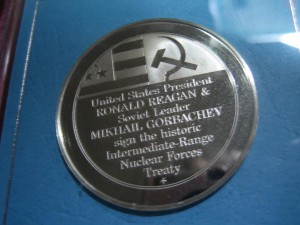 United States President
RONALD REAGAN &
Soviet Leader
MIKHAIL GORBACHEV
sign the historic
Intermediate-Range
Nuclear Forces
Treaty